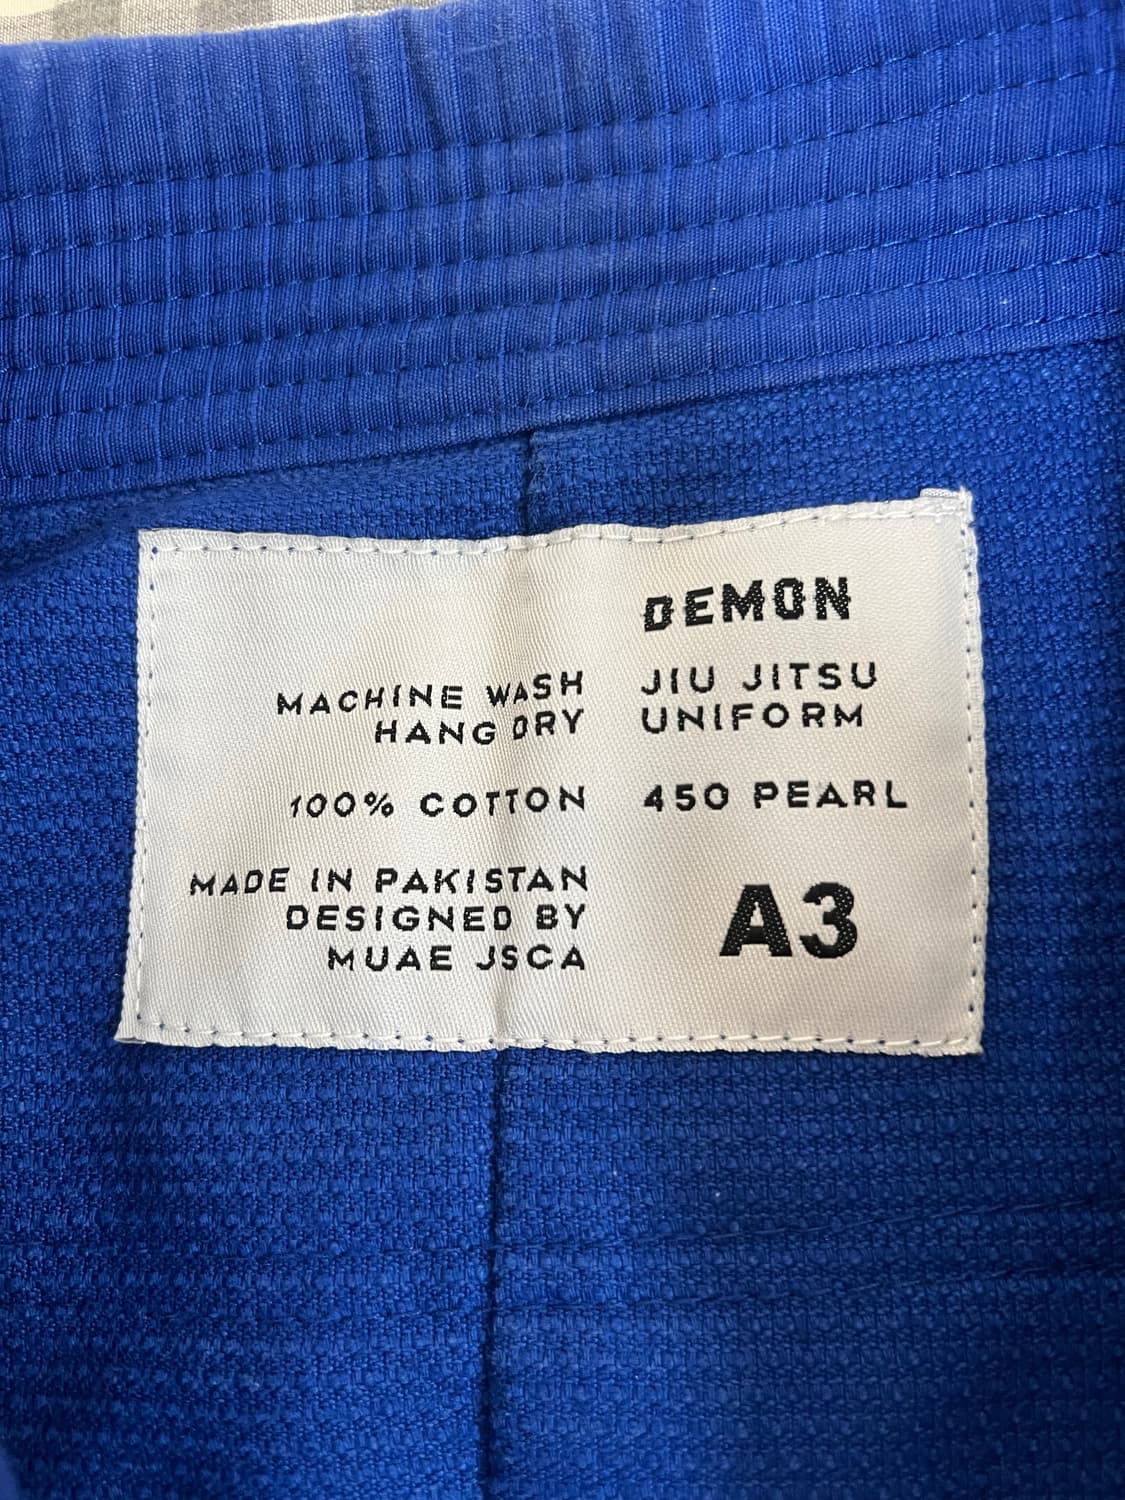 DEMON
MACHINE WASH
HANG DRY
JIU JITSU
UNIFORM
100% COTTON
450 PEARL
MADE IN PAKISTAN
DESIGNED BY
MUAE JSCA
A3